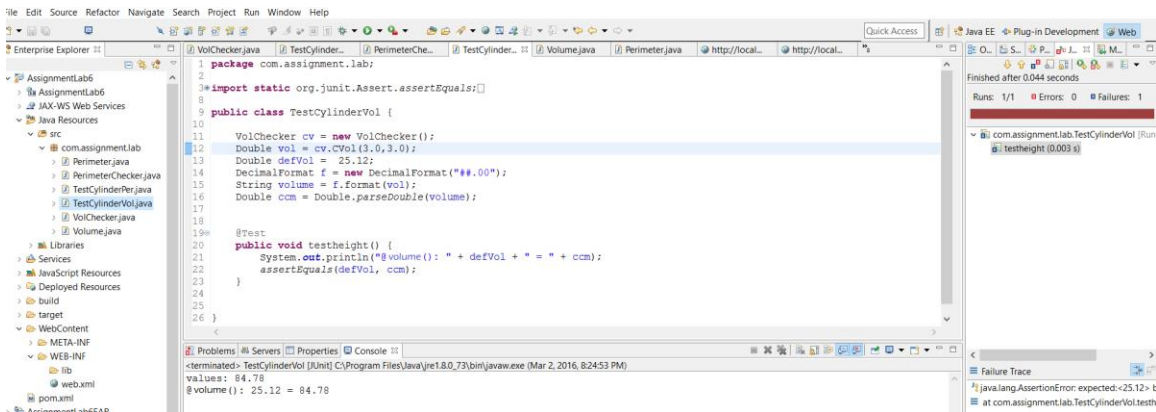 File Edit Source Refactor Navigate Search Project Run Window Help
Quick Access
Java EE Plug-in Development Web
Enterprise Explorer
VolChecker.java TestCylinder... PerimeterChe... TestCylinder... Volume.java Perimeter.java http://local... http://local...
O... S... P... J... M...
AssignmentLab6
AssignmentLab6
JAX-WS Web Services
Java Resources
src
com.assignment.lab
Perimeter.java
PerimeterChecker.java
TestCylinderPer.java
TestCylinderVol.java
VolChecker.java
Volume.java
Libraries
Services
JavaScript Resources
Deployed Resources
build
target
WebContent
META-INF
WEB-INF
lib
web.xml
pom.xml
AssignmentLab6EAR
1 package com.assignment.lab;
2
3 import static org.junit.Assert.assertEquals;
8
9 public class TestCylinderVol {
10
11 VolChecker cv = new VolChecker();
12 Double vol = cv.CVol(3.0,3.0);
13 Double defVol = 25.12;
14 DecimalFormat f = new DecimalFormat("##.00");
15 String volume = f.format(vol);
16 Double ccm = Double.parseDouble(volume);
17
18
19 @Test
20 public void testheight() {
21 System.out.println("@volume(): " + defVol + " = " + ccm);
22 assertEquals(defVol, ccm);
23 }
24
25
26 }
Problems Servers Properties Console
<terminated> TestCylinderVol [JUnit] C:\Program Files\Java\jre1.8.0_73\bin\javaw.exe (Mar 2, 2016, 8:24:53 PM)
values: 84.78
@volume(): 25.12 = 84.78
Finished after 0.044 seconds
Runs: 1/1 Errors: 0 Failures: 1
com.assignment.lab.TestCylinderVol [Run
testheight (0.003 s)
Failure Trace
java.lang.AssertionError: expected:<25.12> b
at com.assignment.lab.TestCylinderVol.testh